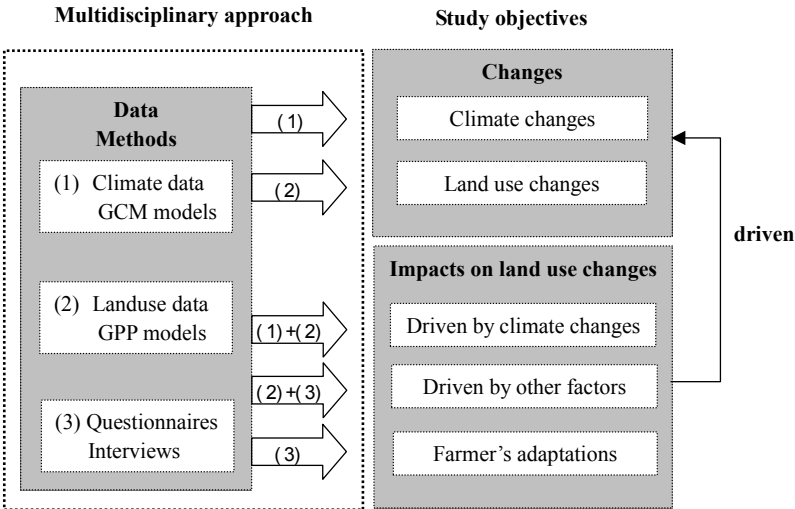 Multidisciplinary approach
Study objectives
Data
Methods
(1) Climate data
GCM models
(2) Landuse data
GPP models
(3) Questionnaires
Interviews
(1)
(2)
(1)+(2)
(2)+(3)
(3)
Changes
Climate changes
Land use changes
Impacts on land use changes
Driven by climate changes
Driven by other factors
Farmer’s adaptations
driven